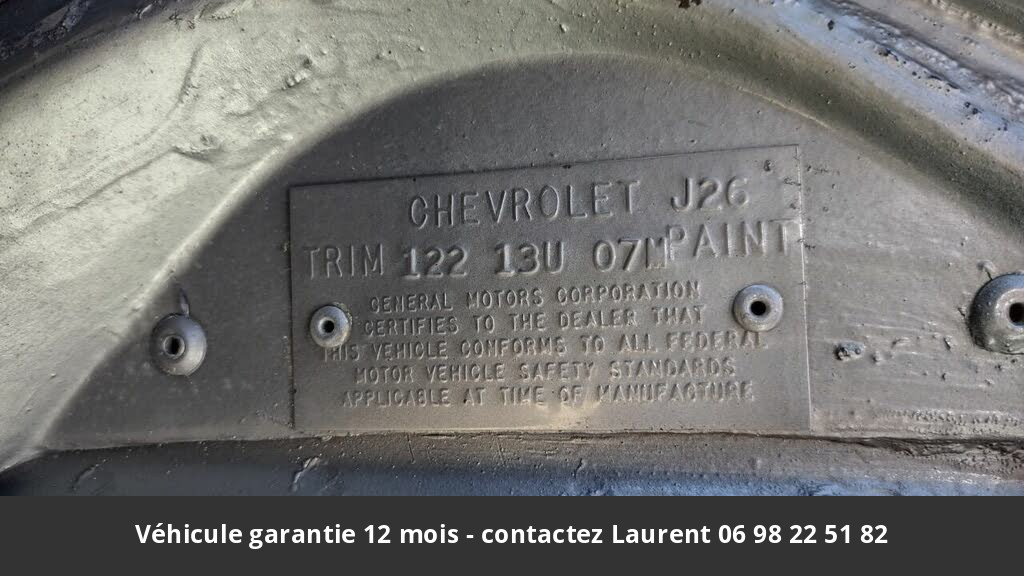 CHEVROLET J26
TRIM 122 13U 07M PAINT
GENERAL MOTORS CORPORATION
CERTIFIES TO THE DEALER THAT
THIS VEHICLE CONFORMS TO ALL FEDERAL
MOTOR VEHICLE SAFETY STANDARDS
APPLICABLE AT TIME OF MANUFACTURE
Véhicule garantie 12 mois - contactez Laurent 06 98 22 51 82